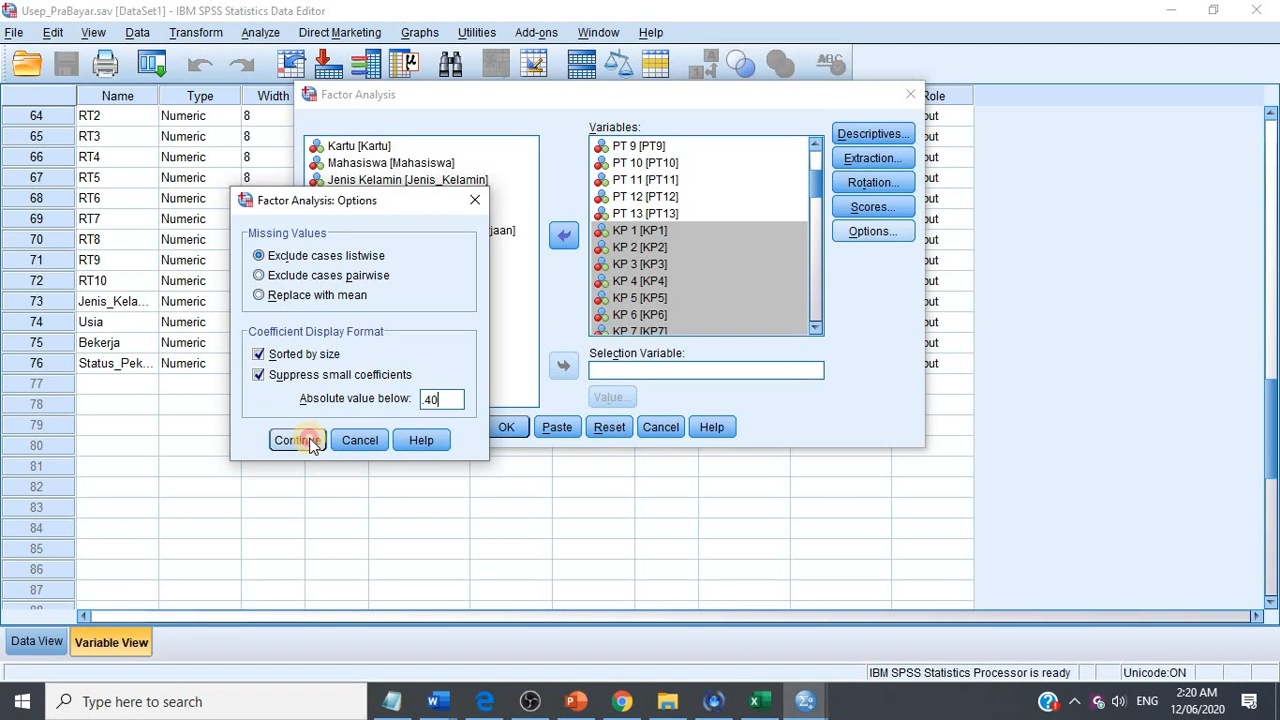 Usep_PraBayar.sav [DataSet1] - IBM SPSS Statistics Data Editor
File Edit View Data Transform Analyze Direct Marketing Graphs Utilities Add-ons Window Help
Name Type Width Role
Factor Analysis
64 RT2 Numeric 8
65 RT3 Numeric 8
66 RT4 Numeric 8
67 RT5 Numeric 8
68 RT6 Numeric
69 RT7 Numeric
70 RT8 Numeric
71 RT9 Numeric
72 RT10 Numeric
73 Jenis_Kela... Numeric
74 Usia Numeric
75 Bekerja Numeric
76 Status_Pek... Numeric
77
78
79
80
81
82
83
84
85
86
87
Kartu [Kartu]
Mahasiswa [Mahasiswa]
Jenis Kelamin [Jenis_Kelamin]
Variables:
PT 9 [PT9]
PT 10 [PT10]
PT 11 [PT11]
PT 12 [PT12]
PT 13 [PT13]
KP 1 [KP1]
KP 2 [KP2]
KP 3 [KP3]
KP 4 [KP4]
KP 5 [KP5]
KP 6 [KP6]
KP 7 [KP7]
Selection Variable:
Value...
Descriptives...
Extraction...
Rotation...
Scores...
Options...
OK Paste Reset Cancel Help
Factor Analysis: Options
Missing Values
Exclude cases listwise
Exclude cases pairwise
Replace with mean
Coefficient Display Format
Sorted by size
Suppress small coefficients
Absolute value below: .40
Continue Cancel Help
Data View Variable View
IBM SPSS Statistics Processor is ready Unicode:ON
Type here to search
ENG
2:20 AM
12/06/2020